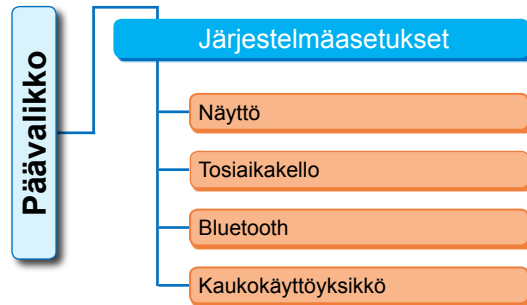 Päävalikko
Järjestelmäasetukset
Näyttö
Tosiaikakello
Bluetooth
Kaukokäyttöyksikkö